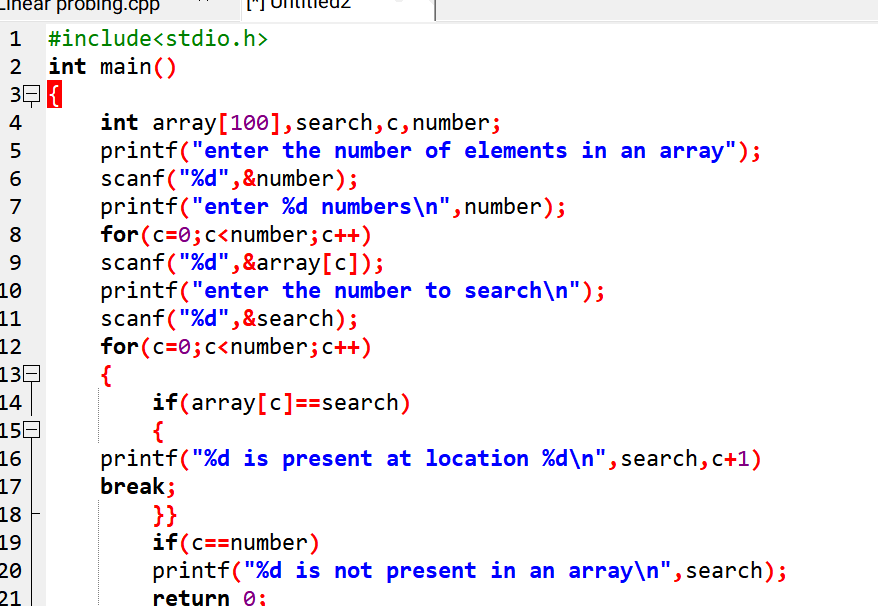 Linear probing.cpp [*] Untitled2
1 #include<stdio.h>
2 int main()
3 {
4 int array[100],search,c,number;
5 printf("enter the number of elements in an array");
6 scanf("%d",&number);
7 printf("enter %d numbers\n",number);
8 for(c=0;c<number;c++)
9 scanf("%d",&array[c]);
10 printf("enter the number to search\n");
11 scanf("%d",&search);
12 for(c=0;c<number;c++)
13 {
14 if(array[c]==search)
15 {
16 printf("%d is present at location %d\n",search,c+1)
17 break;
18 }}
19 if(c==number)
20 printf("%d is not present in an array\n",search);
21 return 0;